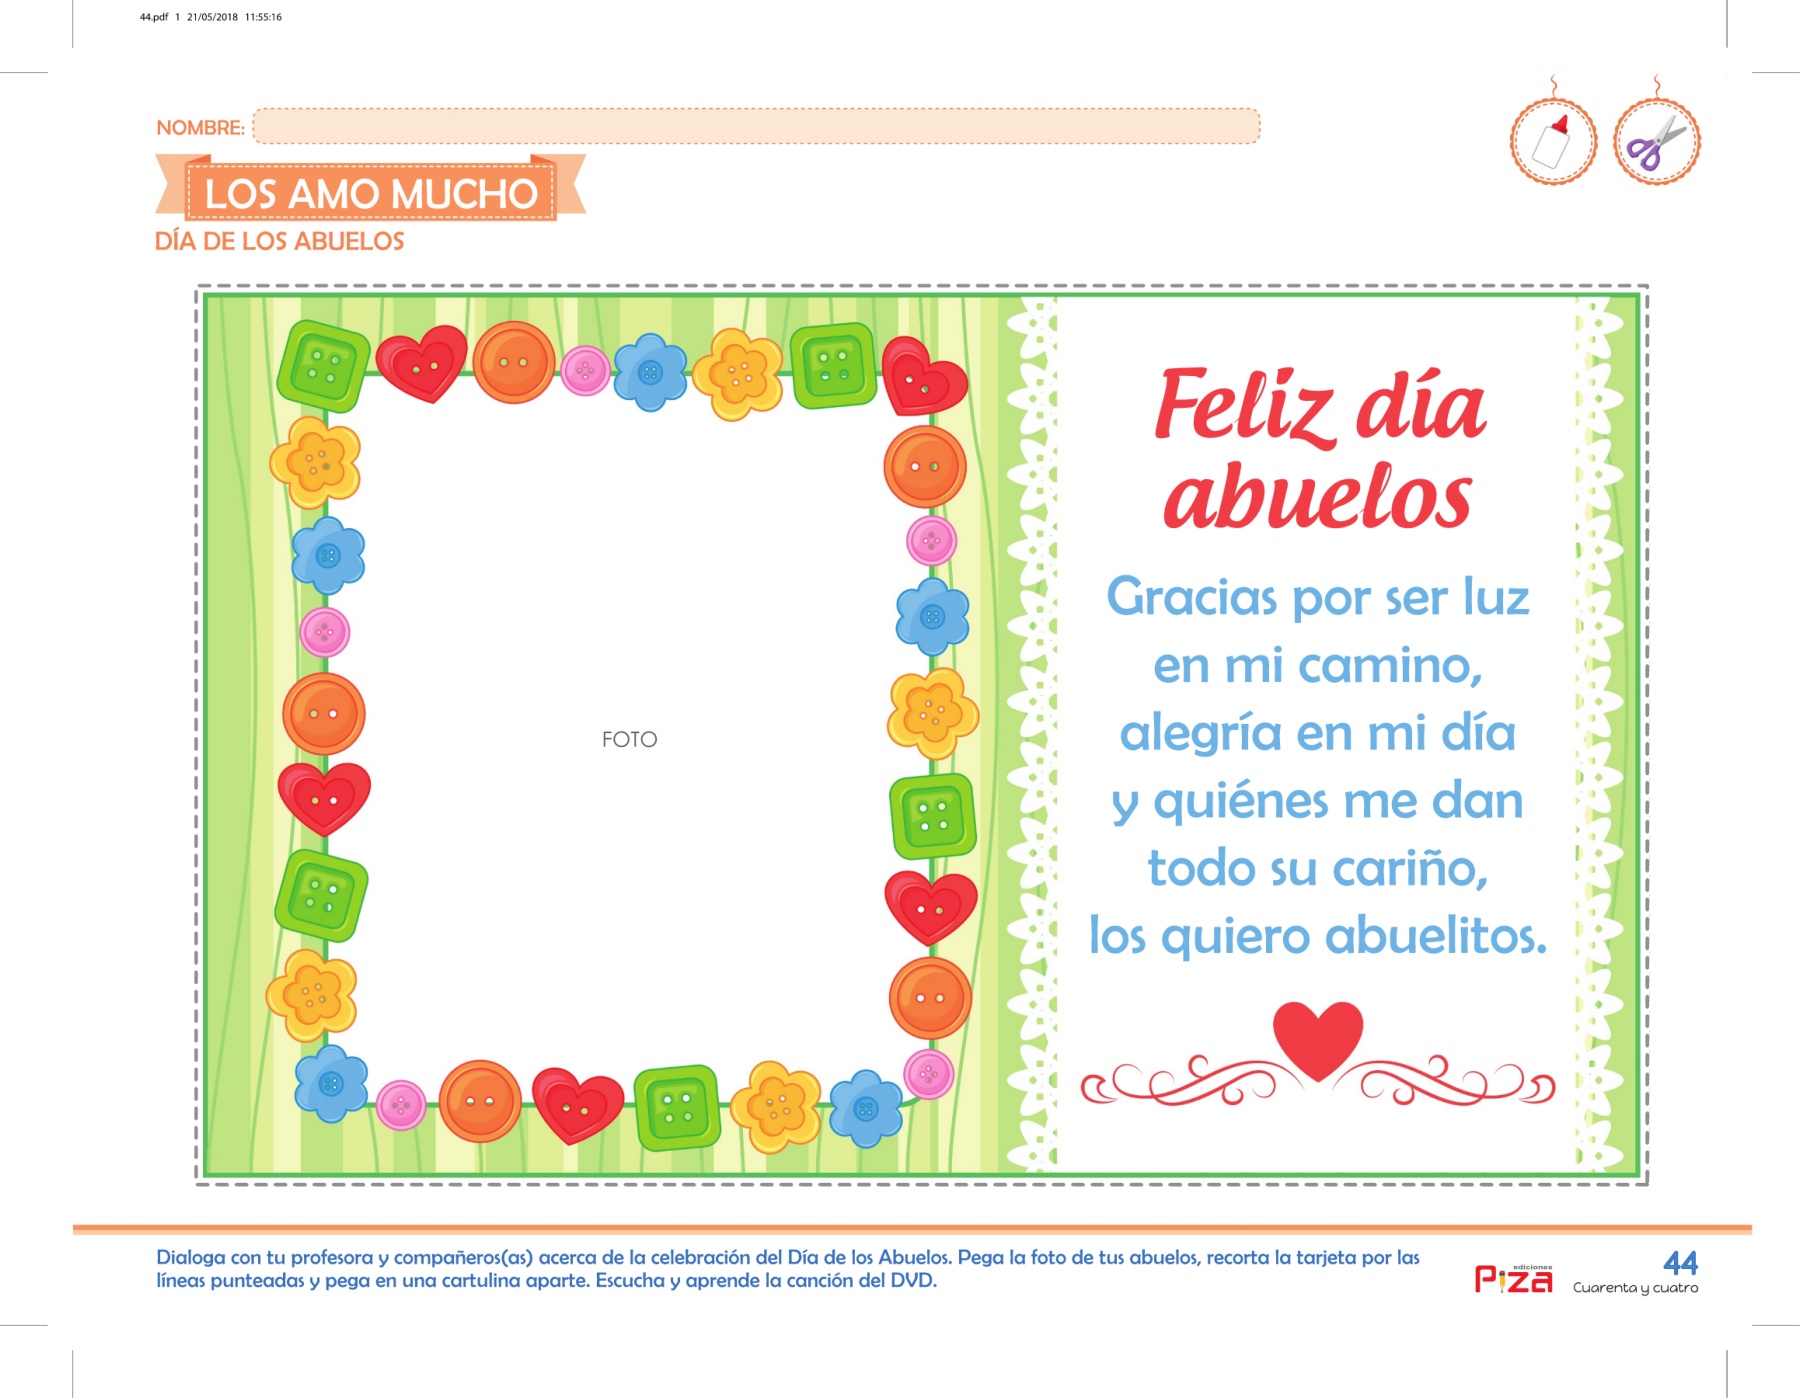 44.pdf 1 21/05/2018 11:55:16
NOMBRE:
LOS AMO MUCHO
DÍA DE LOS ABUELOS
FOTO
Feliz día
abuelos
Gracias por ser luz
en mi camino,
alegría en mi día
y quiénes me dan
todo su cariño,
los quiero abuelitos.
Dialoga con tu profesora y compañeros(as) acerca de la celebración del Día de los Abuelos. Pega la foto de tus abuelos, recorta la tarjeta por las
líneas punteadas y pega en una cartulina aparte. Escucha y aprende la canción del DVD.
ediciones
Piza
44
Cuarenta y cuatro